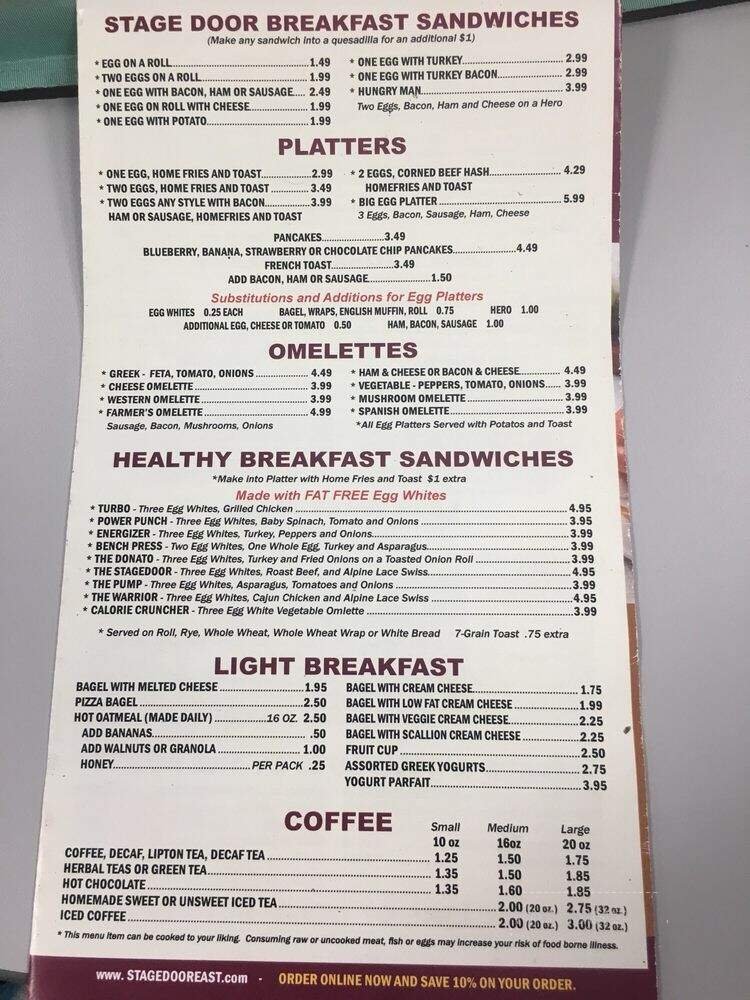 STAGE DOOR BREAKFAST SANDWICHES
(Make any sandwich into a quesadilla for an additional $1)
* EGG ON A ROLL 1.49
* TWO EGGS ON A ROLL 1.99
* ONE EGG WITH BACON, HAM OR SAUSAGE 2.49
* ONE EGG ON ROLL WITH CHEESE 1.99
* ONE EGG WITH POTATO 1.99
* ONE EGG WITH TURKEY 2.99
* ONE EGG WITH TURKEY BACON 2.99
* HUNGRY MAN 3.99
Two Eggs, Bacon, Ham and Cheese on a Hero
PLATTERS
* ONE EGG, HOME FRIES AND TOAST 2.99
* TWO EGGS, HOME FRIES AND TOAST 3.49
* TWO EGGS ANY STYLE WITH BACON 3.99
HAM OR SAUSAGE, HOMEFRIES AND TOAST
* 2 EGGS, CORNED BEEF HASH 4.29
HOMEFRIES AND TOAST
* BIG EGG PLATTER 5.99
3 Eggs, Bacon, Sausage, Ham, Cheese
PANCAKES 3.49
BLUEBERRY, BANANA, STRAWBERRY OR CHOCOLATE CHIP PANCAKES 4.49
FRENCH TOAST 3.49
ADD BACON, HAM OR SAUSAGE 1.50
Substitutions and Additions for Egg Platters
EGG WHITES 0.25 EACH BAGEL, WRAPS, ENGLISH MUFFIN, ROLL 0.75 HERO 1.00
ADDITIONAL EGG, CHEESE OR TOMATO 0.50 HAM, BACON, SAUSAGE 1.00
OMELETTES
* GREEK - FETA, TOMATO, ONIONS 4.49
* CHEESE OMELETTE 3.99
* WESTERN OMELETTE 3.99
* FARMER'S OMELETTE 4.99
Sausage, Bacon, Mushrooms, Onions
* HAM & CHEESE OR BACON & CHEESE 4.49
* VEGETABLE - PEPPERS, TOMATO, ONIONS 3.99
* MUSHROOM OMELETTE 3.99
* SPANISH OMELETTE 3.99
*All Egg Platters Served with Potatos and Toast
HEALTHY BREAKFAST SANDWICHES
*Make into Platter with Home Fries and Toast $1 extra
Made with FAT FREE Egg Whites
* TURBO - Three Egg Whites, Grilled Chicken 4.95
* POWER PUNCH - Three Egg Whites, Baby Spinach, Tomato and Onions 3.95
* ENERGIZER - Three Egg Whites, Turkey, Peppers and Onions 3.99
* BENCH PRESS - Two Egg Whites, One Whole Egg, Turkey and Asparagus 3.99
* THE DONATO - Three Egg Whites, Turkey and Fried Onions on a Toasted Onion Roll 3.99
* THE STAGEDOOR - Three Egg Whites, Roast Beef, and Alpine Lace Swiss 4.95
* THE PUMP - Three Egg Whites, Asparagus, Tomatoes and Onions 3.99
* THE WARRIOR - Three Egg Whites, Cajun Chicken and Alpine Lace Swiss 4.95
* CALORIE CRUNCHER - Three Egg White Vegetable Omlette 3.99
* Served on Roll, Rye, Whole Wheat, Whole Wheat Wrap or White Bread 7-Grain Toast .75 extra
LIGHT BREAKFAST
BAGEL WITH MELTED CHEESE 1.95
PIZZA BAGEL 2.50
HOT OATMEAL (MADE DAILY) 16 OZ. 2.50
ADD BANANAS .50
ADD WALNUTS OR GRANOLA 1.00
HONEY PER PACK .25
BAGEL WITH CREAM CHEESE 1.75
BAGEL WITH LOW FAT CREAM CHEESE 1.99
BAGEL WITH VEGGIE CREAM CHEESE 2.25
BAGEL WITH SCALLION CREAM CHEESE 2.25
FRUIT CUP 2.50
ASSORTED GREEK YOGURTS 2.75
YOGURT PARFAIT 3.95
COFFEE Small Medium Large
10 oz 16oz 20 oz
COFFEE, DECAF, LIPTON TEA, DECAF TEA 1.25 1.50 1.75
HERBAL TEAS OR GREEN TEA 1.35 1.50 1.85
HOT CHOCOLATE 1.35 1.60 1.85
HOMEMADE SWEET OR UNSWEET ICED TEA 2.00 (20 oz.) 2.75 (32 oz.)
ICED COFFEE 2.00 (20 oz.) 3.00 (32 oz.)
* This menu item can be cooked to your liking. Consuming raw or uncooked meat, fish or eggs may increase your risk of food borne illness.
www. STAGEDOOREAST.com - ORDER ONLINE NOW AND SAVE 10% ON YOUR ORDER.